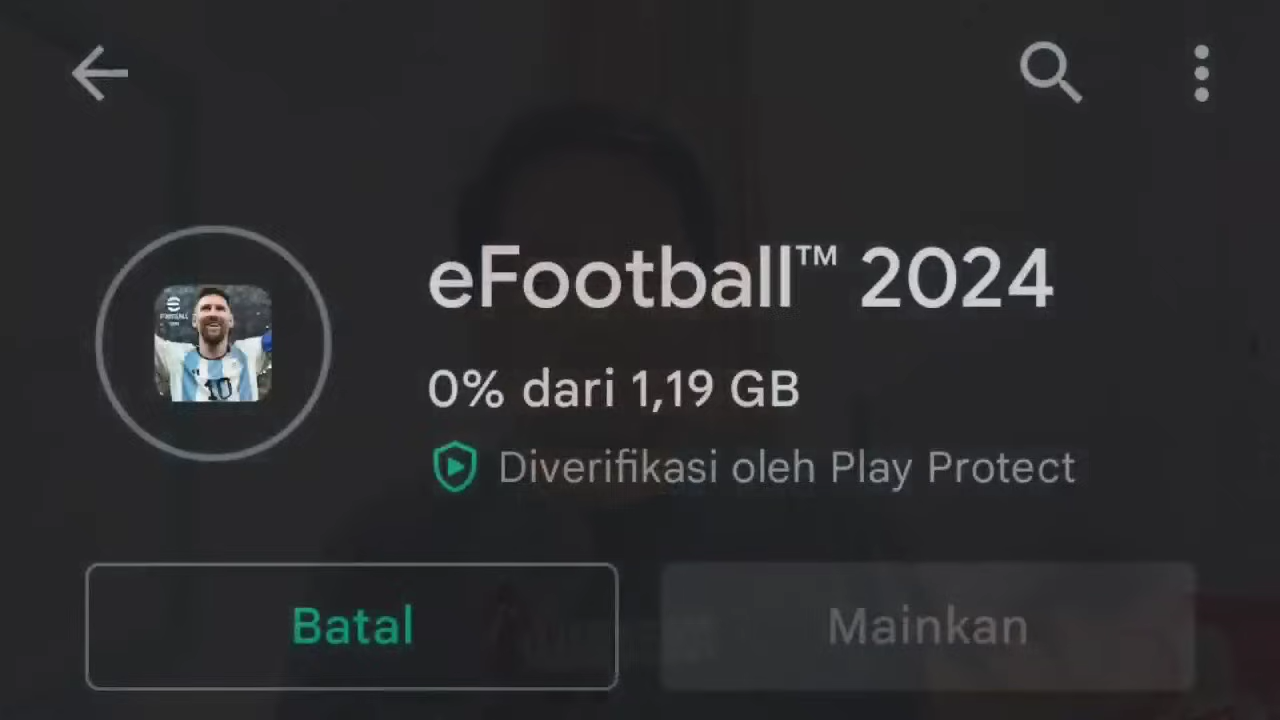 eFootball™ 2024
0% dari 1,19 GB
Diverifikasi oleh Play Protect
Batal
Mainkan